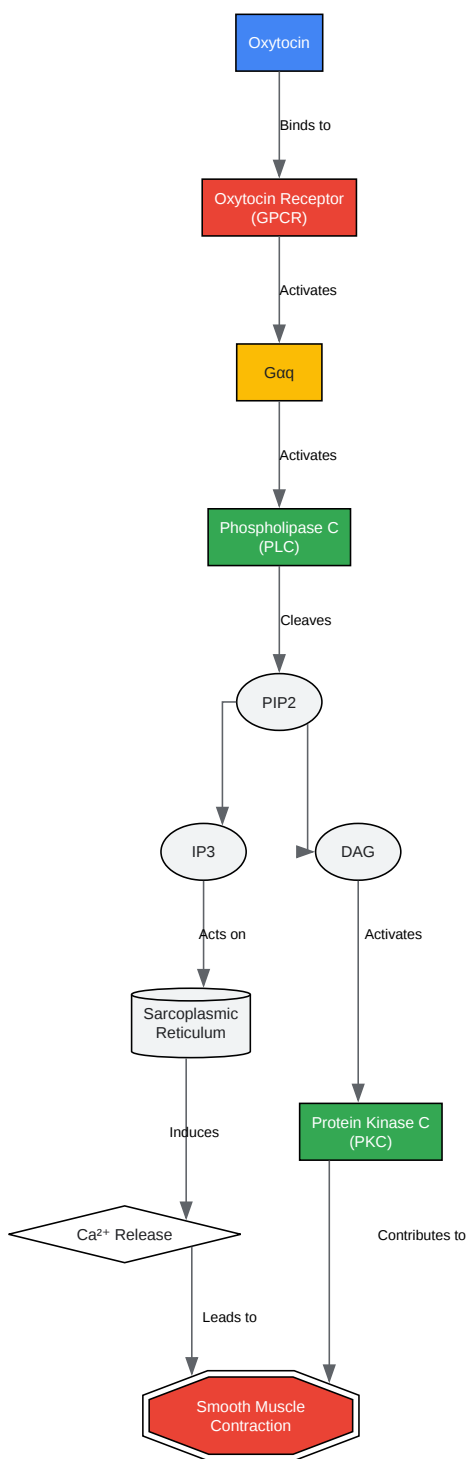 Oxytocin
Binds to
Oxytocin Receptor
(GPCR)
Activates
Gαq
Activates
Phospholipase C
(PLC)
Cleaves
PIP2
IP3
DAG
Acts on
Activates
Sarcoplasmic
Reticulum
Induces
Protein Kinase C
(PKC)
Ca²⁺ Release
Contributes to
Leads to
Smooth Muscle
Contraction